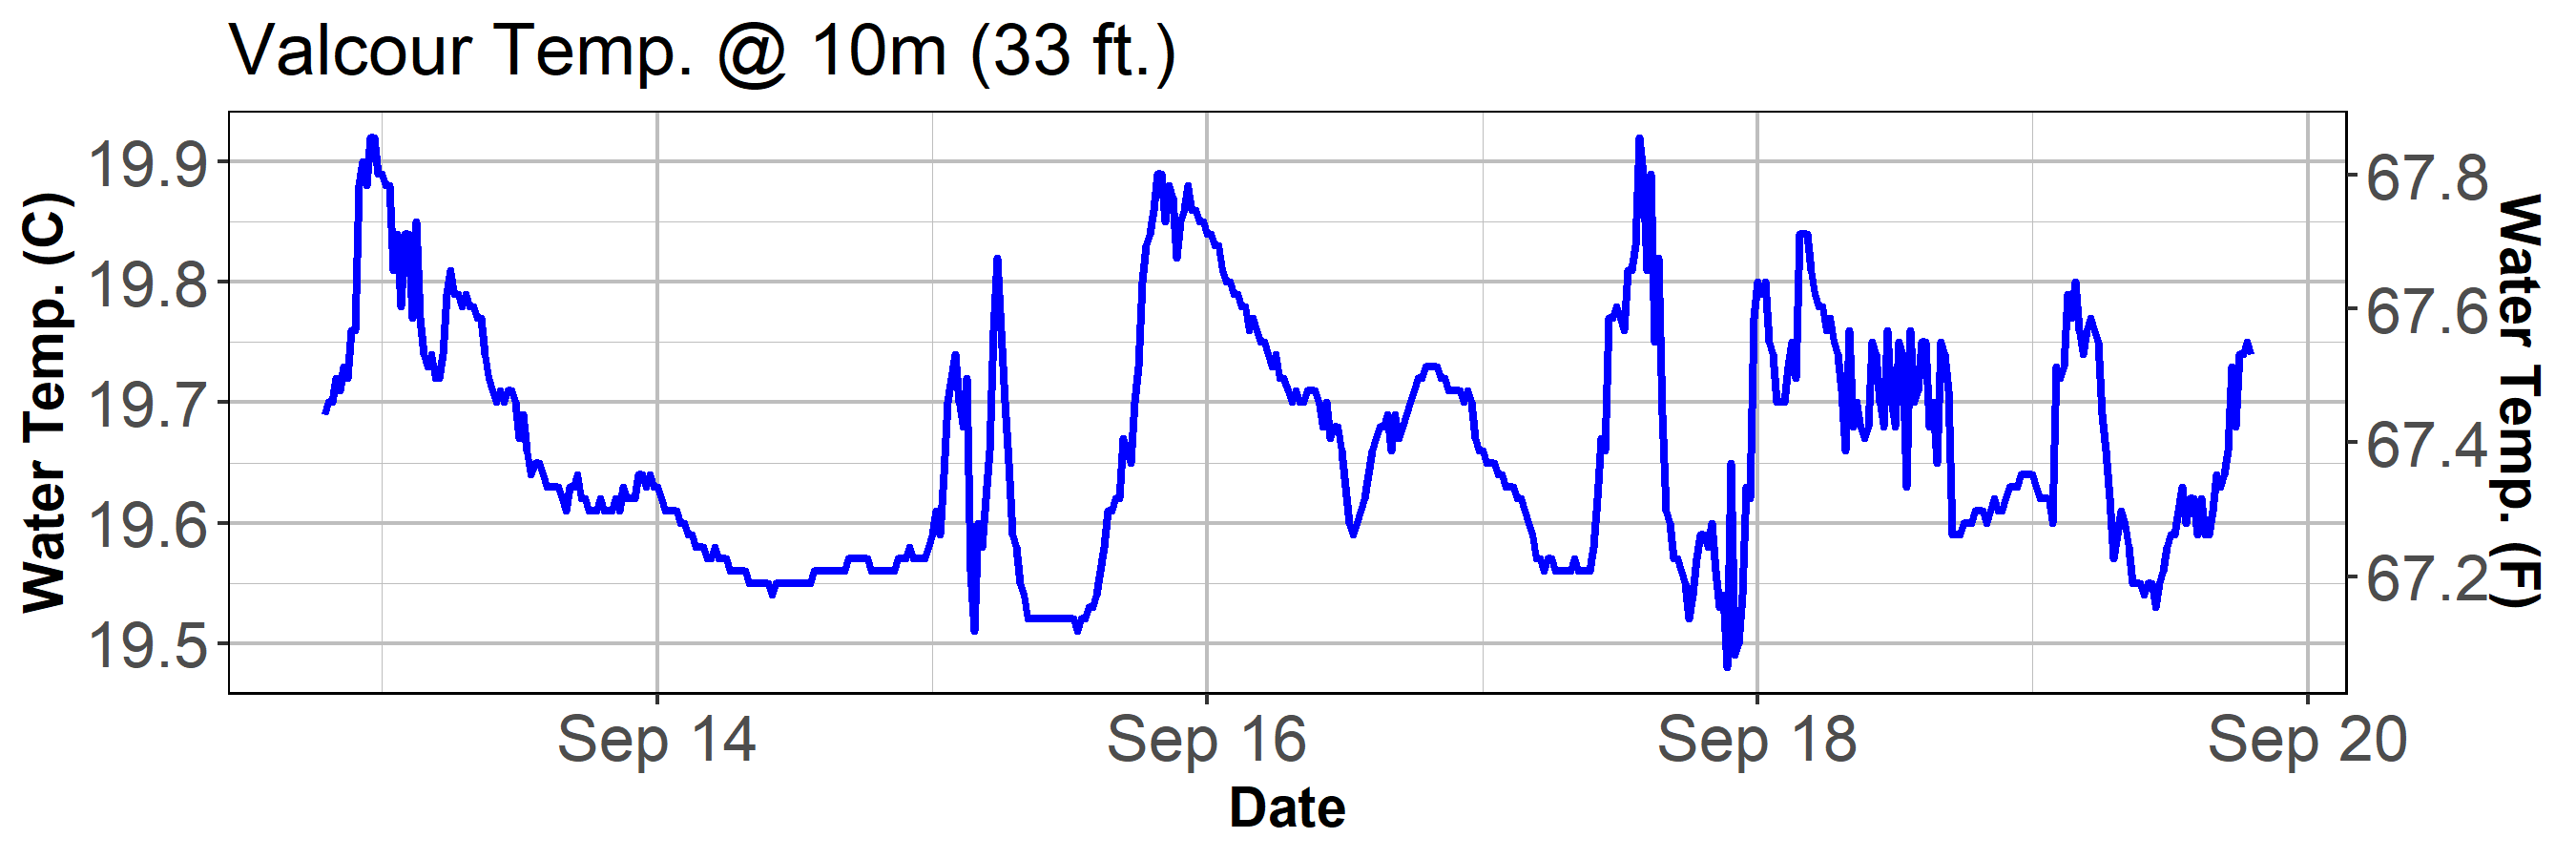 Valcour Temp. @ 10m (33 ft.)
Water Temp. (C)
19.9
19.8
19.7
19.6
19.5
67.8
67.6
67.4
67.2
Water Temp. (F)
Sep 14
Sep 16
Sep 18
Sep 20
Date